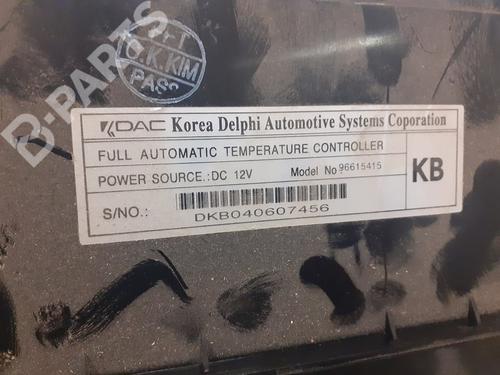 B-PARTS
C.K.KIM
PASS
KDAC Korea Delphi Automotive Systems Coporation
FULL AUTOMATIC TEMPERATURE CONTROLLER
POWER SOURCE.: DC 12V Model No 96615415
KB
S/NO.:
DKB040607456